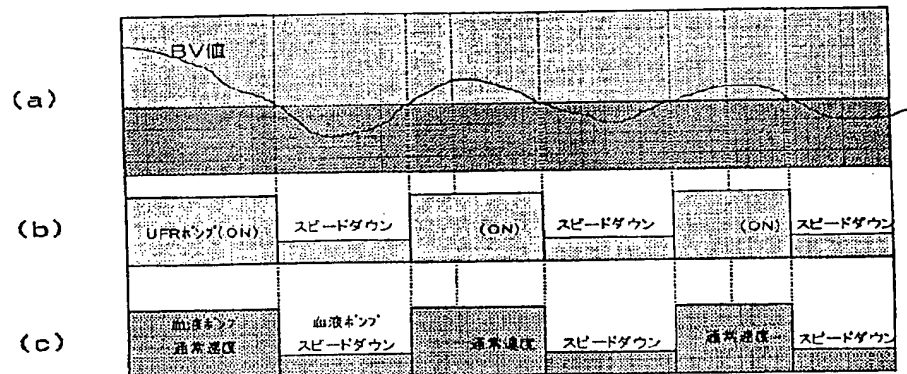 BV値
(a)
(b)
UFRポンプ(ON)
スピードダウン
(ON)
スピードダウン
(ON)
スピードダウン
(c)
血液ポンプ
通常速度
血液ポンプ
スピードダウン
通常速度
スピードダウン
通常速度
スピードダウン